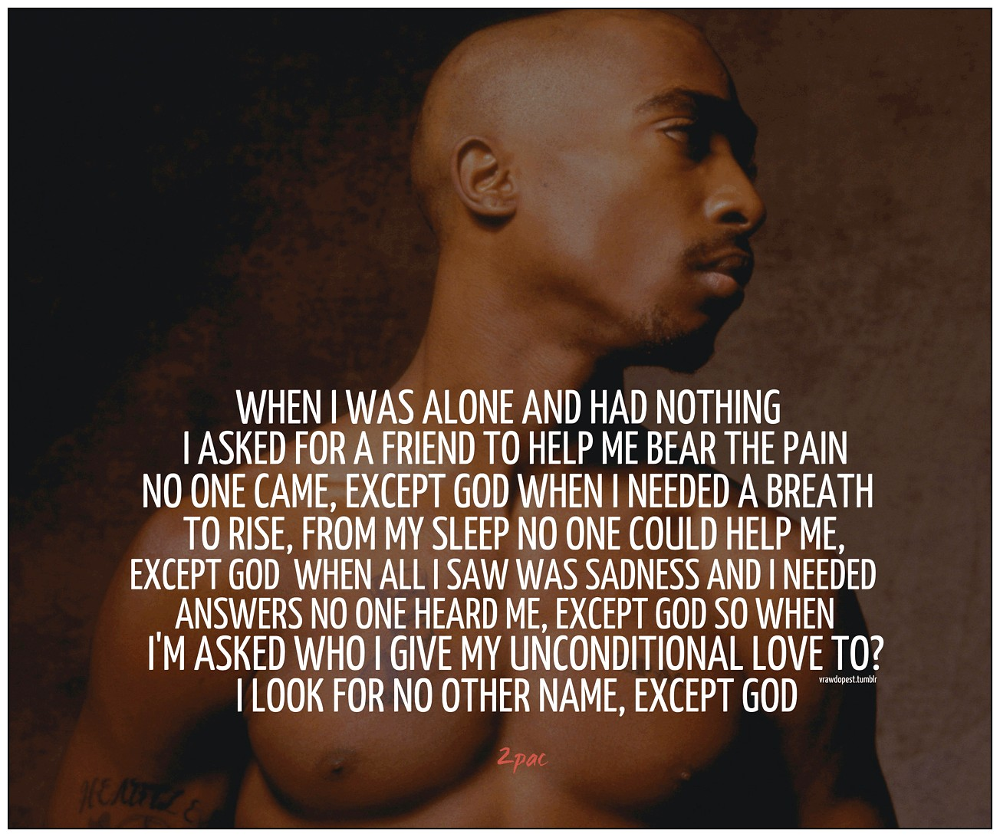 WHEN I WAS ALONE AND HAD NOTHING
I ASKED FOR A FRIEND TO HELP ME BEAR THE PAIN
NO ONE CAME, EXCEPT GOD WHEN I NEEDED A BREATH
TO RISE, FROM MY SLEEP NO ONE COULD HELP ME,
EXCEPT GOD  WHEN ALL I SAW WAS SADNESS AND I NEEDED
ANSWERS NO ONE HEARD ME, EXCEPT GOD SO WHEN
I'M ASKED WHO I GIVE MY UNCONDITIONAL LOVE TO?
vrawdopest.tumblr
I LOOK FOR NO OTHER NAME, EXCEPT GOD
2pac